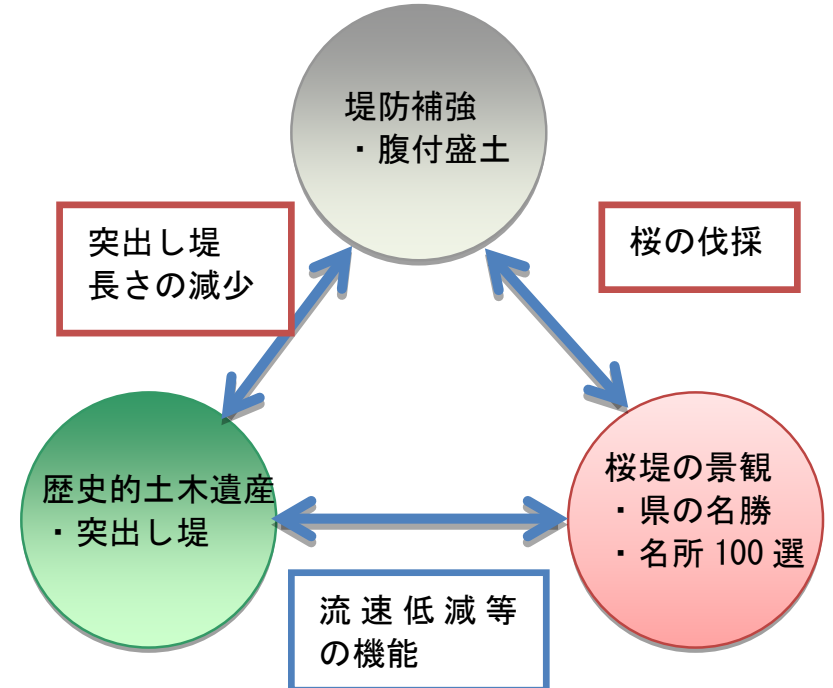 堤防補強
・腹付盛土
突出し堤
長さの減少
桜の伐採
歴史的土木遺産
・突出し堤
桜堤の景観
・県の名勝
・名所 100 選
流速低減等
の機能